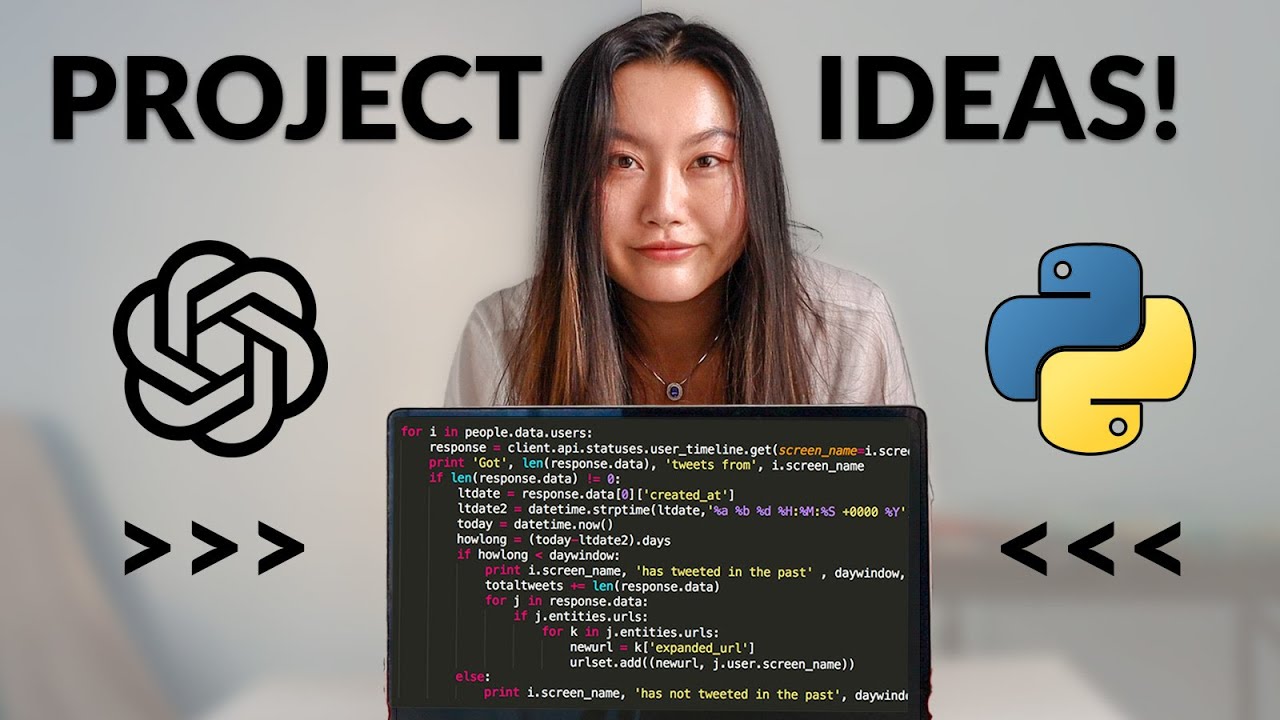 PROJECT IDEAS!
>>> <<<
for i in people.data.users:
response = client.api.statuses.user_timeline.get(screen_name=i.scree
print 'Got', len(response.data), 'tweets from', i.screen_name
if len(response.data) != 0:
ltdate = response.data[0]['created_at']
ltdate2 = datetime.strptime(ltdate,'%a %b %d %H:%M:%S +0000 %Y'
today = datetime.now()
howlong = (today-ltdate2).days
if howlong < daywindow:
print i.screen_name, 'has tweeted in the past' , daywindow,
totaltweets += len(response.data)
for j in response.data:
if j.entities.urls:
for k in j.entities.urls:
newurl = k['expanded_url']
urlset.add((newurl, j.user.screen_name))
else:
print i.screen_name, 'has not tweeted in the past', daywindo